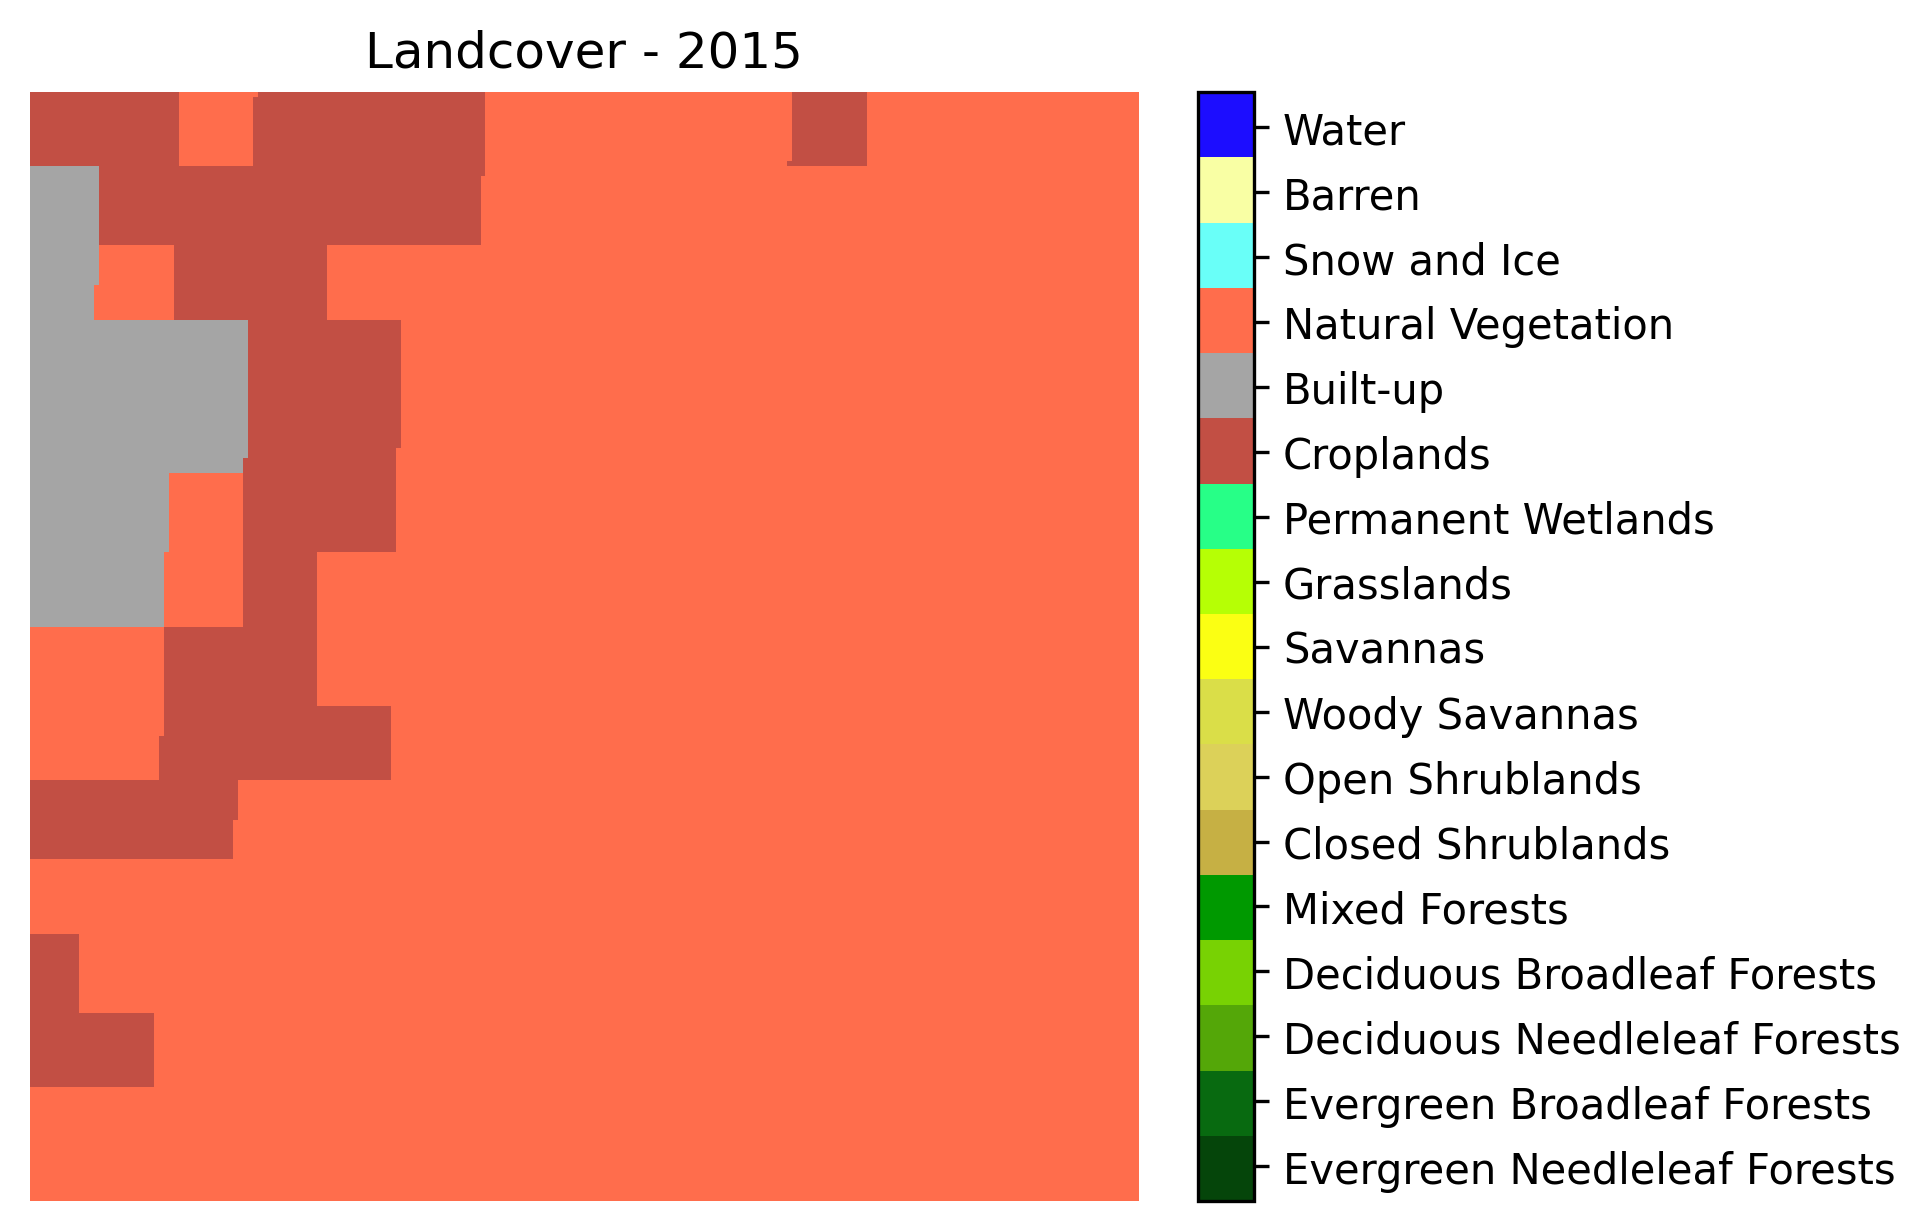 Landcover - 2015
Water
Barren
Snow and Ice
Natural Vegetation
Built-up
Croplands
Permanent Wetlands
Grasslands
Savannas
Woody Savannas
Open Shrublands
Closed Shrublands
Mixed Forests
Deciduous Broadleaf Forests
Deciduous Needleleaf Forests
Evergreen Broadleaf Forests
Evergreen Needleleaf Forests